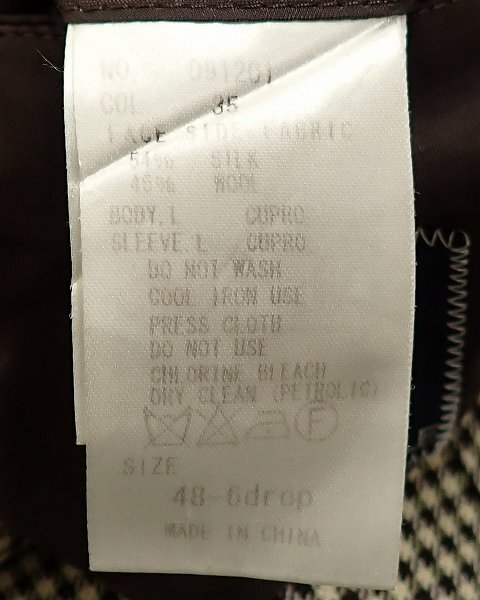 NO. D91201
COL 35
FACE SIDE FABRIC
54% SILK
46% WOOL
BODY.L CUPRO
SLEEVE.L CUPRO
DO NOT WASH
COOL IRON USE
PRESS CLOTH
DO NOT USE
CHLORINE BLEACH
DRY CLEAN (PETROLIC)
F
SIZE
48-6drop
MADE IN CHINA